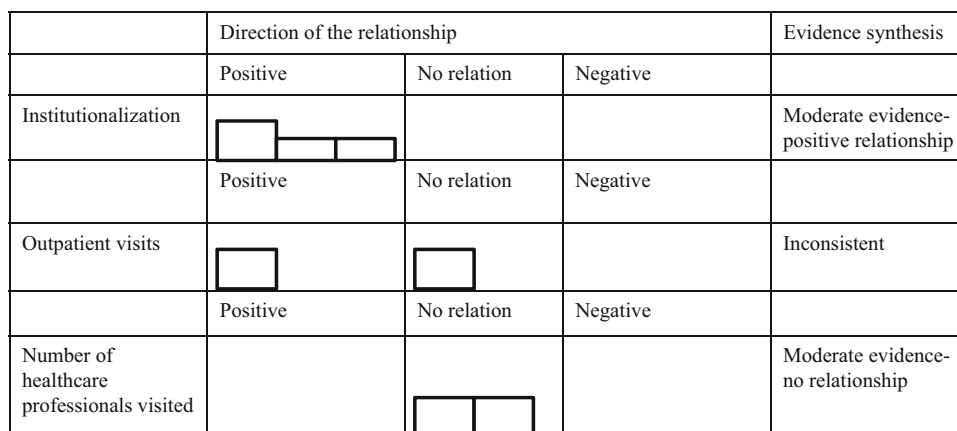 Direction of the relationship Evidence synthesis
Positive No relation Negative
Institutionalization Moderate evidence-
positive relationship
Positive No relation Negative
Outpatient visits Inconsistent
Positive No relation Negative
Number of
healthcare
professionals visited
Moderate evidence-
no relationship